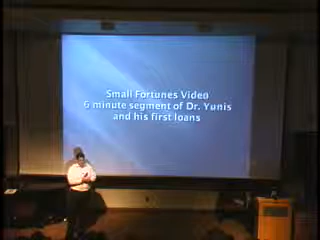 Small Fortunes Video
6 minute segment of Dr. Yunis
and his first loans